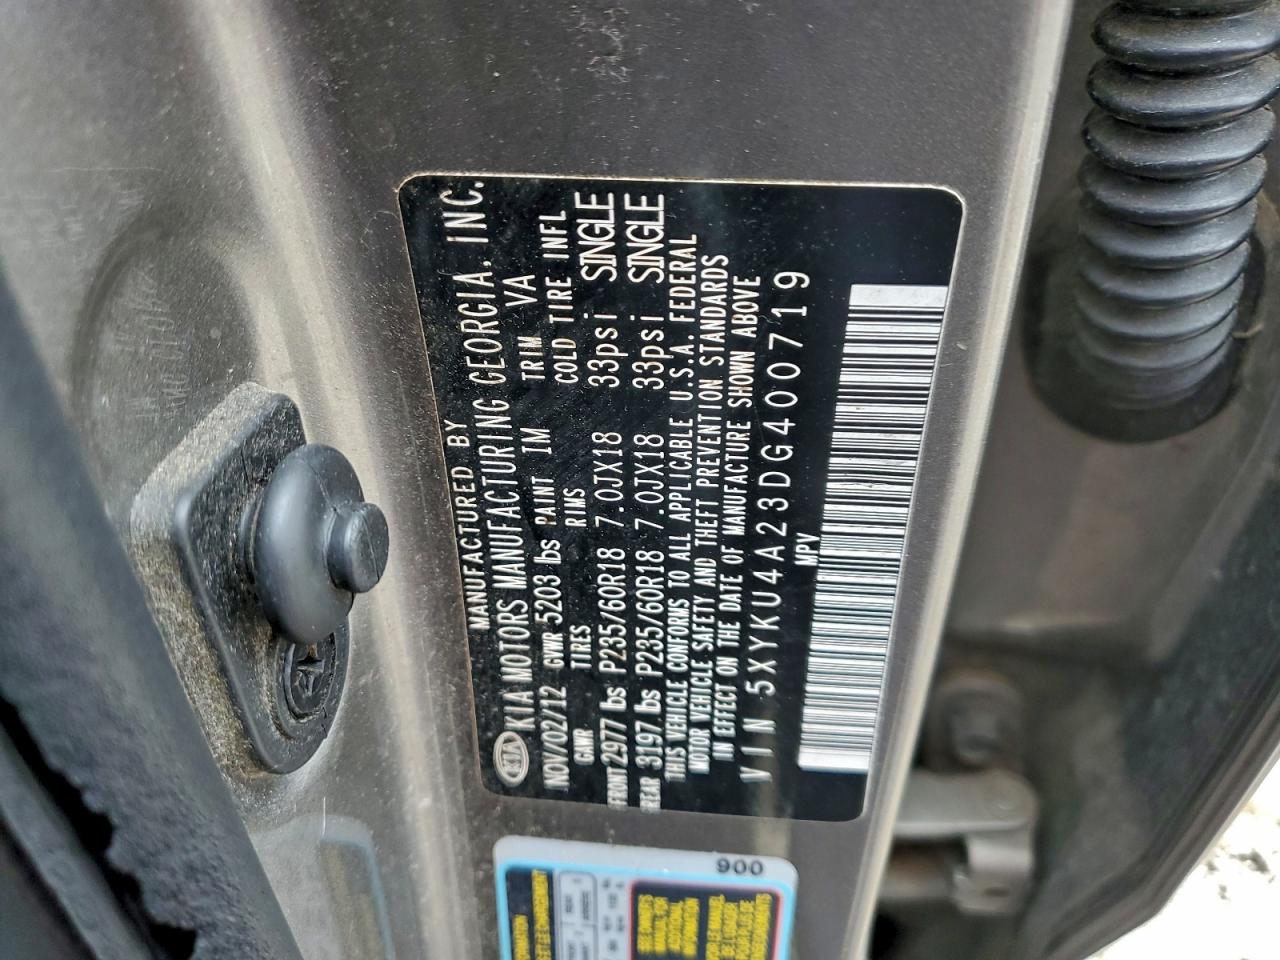 MANUFACTURED BY
KIA KIA MOTORS MANUFACTURING GEORGIA, INC.
NOV/02/12 GVWR 5203 lbs PAINT IM TRIM VA
GAWR TIRES RIMS COLD TIRE INFL
FRONT 2977 lbs P235/60R18 7.0JX18 33psi SINGLE
REAR 3197 lbs P235/60R18 7.0JX18 33psi SINGLE
THIS VEHICLE CONFORMS TO ALL APPLICABLE U.S.A. FEDERAL
MOTOR VEHICLE SAFETY AND THEFT PREVENTION STANDARDS
IN EFFECT ON THE DATE OF MANUFACTURE SHOWN ABOVE
VIN 5XYKU4A23DG400719
MPV
900